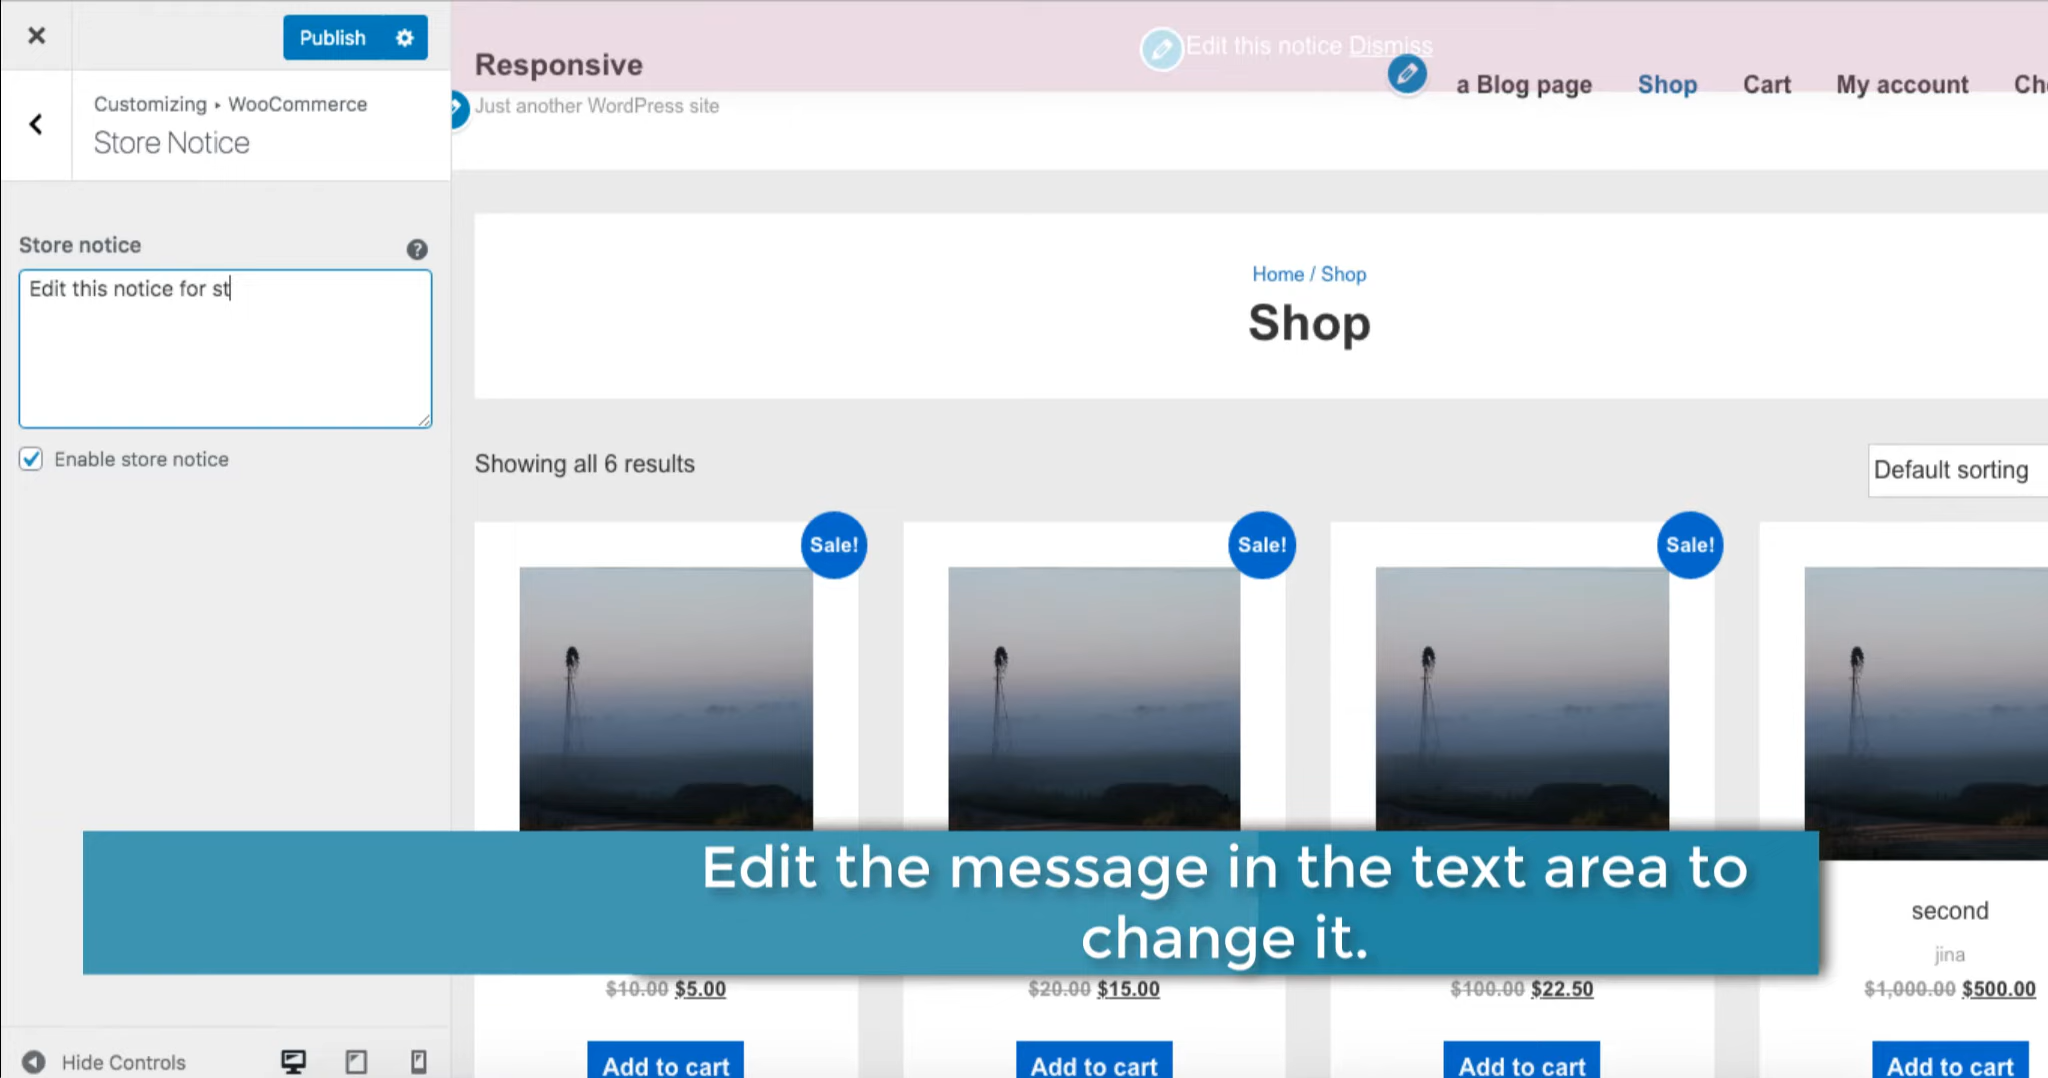 Publish
Customizing ▸ WooCommerce
Store Notice
Store notice
Edit this notice for st
Enable store notice
Hide Controls
Edit this notice Dismiss
Responsive
Just another WordPress site
a Blog page Shop Cart My account
Home / Shop
Shop
Showing all 6 results
Default sorting
Sale! Sale! Sale!
Edit the message in the text area to
change it.
second
jina
$10.00 $5.00 $20.00 $15.00 $100.00 $22.50 $1,000.00 $500.00
Add to cart Add to cart Add to cart Add to cart